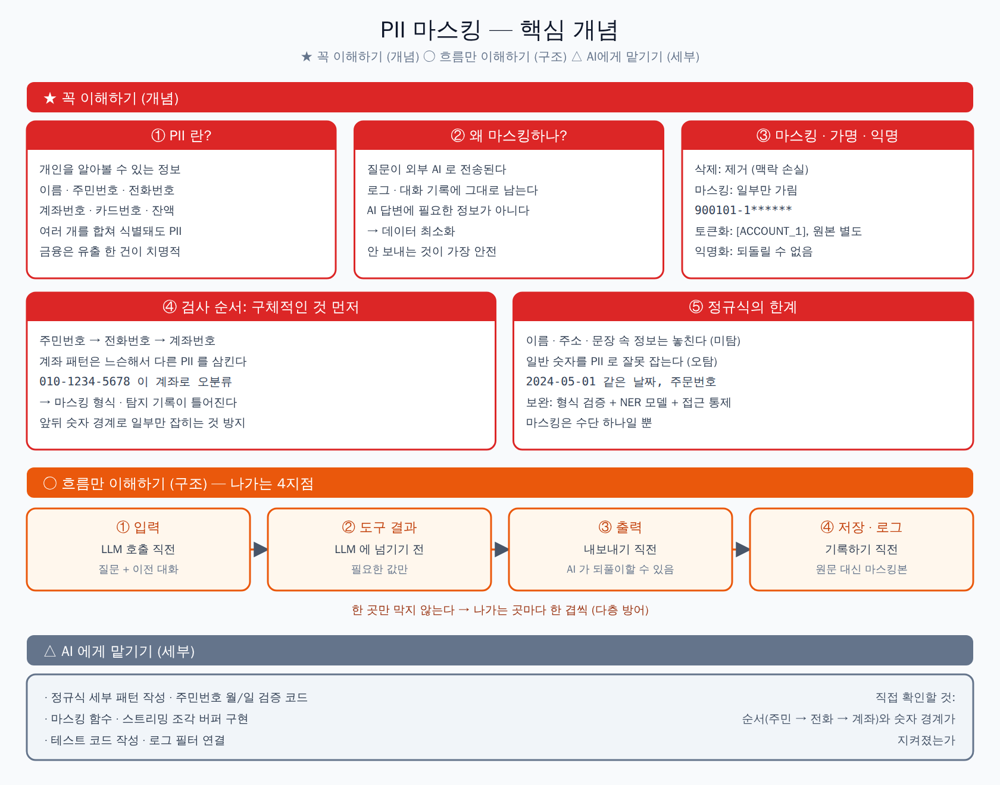 PII 마스킹 — 핵심 개념
★ 꼭 이해하기 (개념) ○ 흐름만 이해하기 (구조) △ AI에게 맡기기 (세부)
★ 꼭 이해하기 (개념)
① PII 란?
개인을 알아볼 수 있는 정보
이름 · 주민번호 · 전화번호
계좌번호 · 카드번호 · 잔액
여러 개를 합쳐 식별돼도 PII
금융은 유출 한 건이 치명적
② 왜 마스킹하나?
질문이 외부 AI 로 전송된다
로그 · 대화 기록에 그대로 남는다
AI 답변에 필요한 정보가 아니다
→ 데이터 최소화
안 보내는 것이 가장 안전
③ 마스킹 · 가명 · 익명
삭제: 제거 (맥락 손실)
마스킹: 일부만 가림
900101-1******
토큰화: [ACCOUNT_1], 원본 별도
익명화: 되돌릴 수 없음
④ 검사 순서: 구체적인 것 먼저
주민번호 → 전화번호 → 계좌번호
계좌 패턴은 느슨해서 다른 PII 를 삼킨다
010-1234-5678 이 계좌로 오분류
→ 마스킹 형식 · 탐지 기록이 틀어진다
앞뒤 숫자 경계로 일부만 잡히는 것 방지
⑤ 정규식의 한계
이름 · 주소 · 문장 속 정보는 놓친다 (미탐)
일반 숫자를 PII 로 잘못 잡는다 (오탐)
2024-05-01 같은 날짜, 주문번호
보완: 형식 검증 + NER 모델 + 접근 통제
마스킹은 수단 하나일 뿐
○ 흐름만 이해하기 (구조) — 나가는 4지점
① 입력
LLM 호출 직전
질문 + 이전 대화
② 도구 결과
LLM 에 넘기기 전
필요한 값만
③ 출력
내보내기 직전
AI 가 되풀이할 수 있음
④ 저장 · 로그
기록하기 직전
원문 대신 마스킹본
한 곳만 막지 않는다 → 나가는 곳마다 한 겹씩 (다층 방어)
△ AI 에게 맡기기 (세부)
· 정규식 세부 패턴 작성 · 주민번호 월/일 검증 코드
· 마스킹 함수 · 스트리밍 조각 버퍼 구현
· 테스트 코드 작성 · 로그 필터 연결
직접 확인할 것:
순서(주민 → 전화 → 계좌)와 숫자 경계가
지켜졌는가